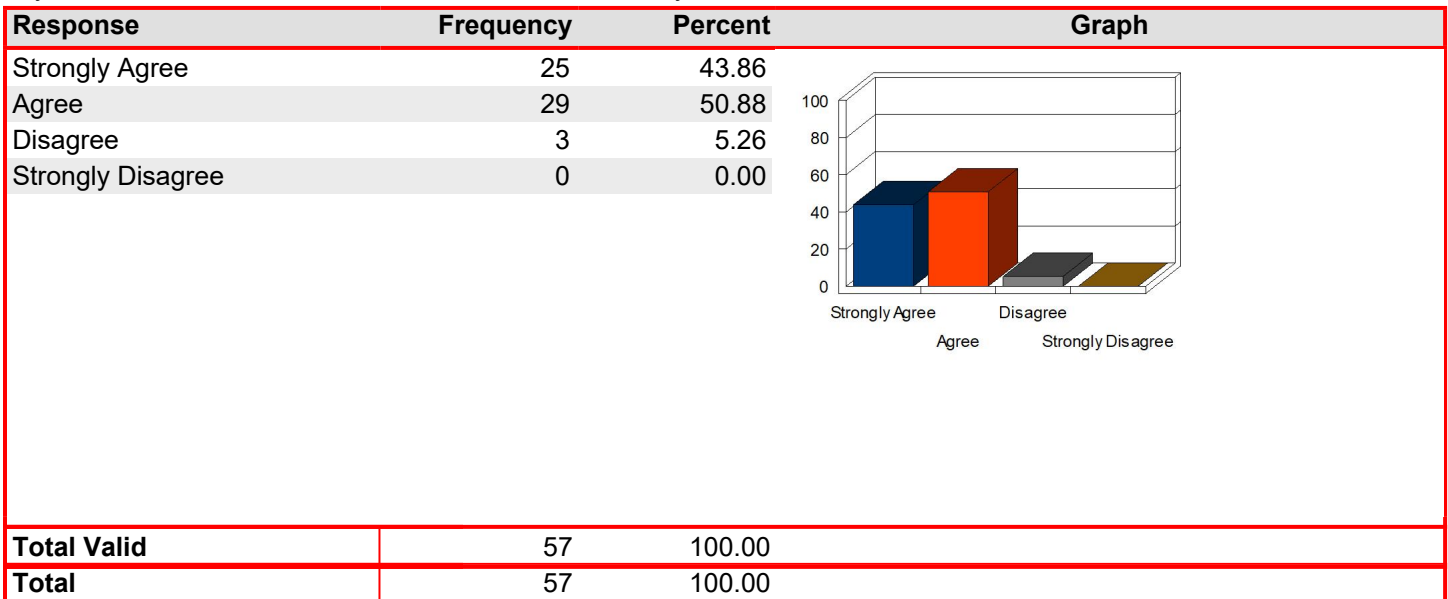 Response Frequency Percent Graph
Strongly Agree 25 43.86
Agree 29 50.88
Disagree 3 5.26
Strongly Disagree 0 0.00
100
80
60
40
20
0
Strongly Agree Disagree
Agree Strongly Disagree
Total Valid 57 100.00
Total 57 100.00